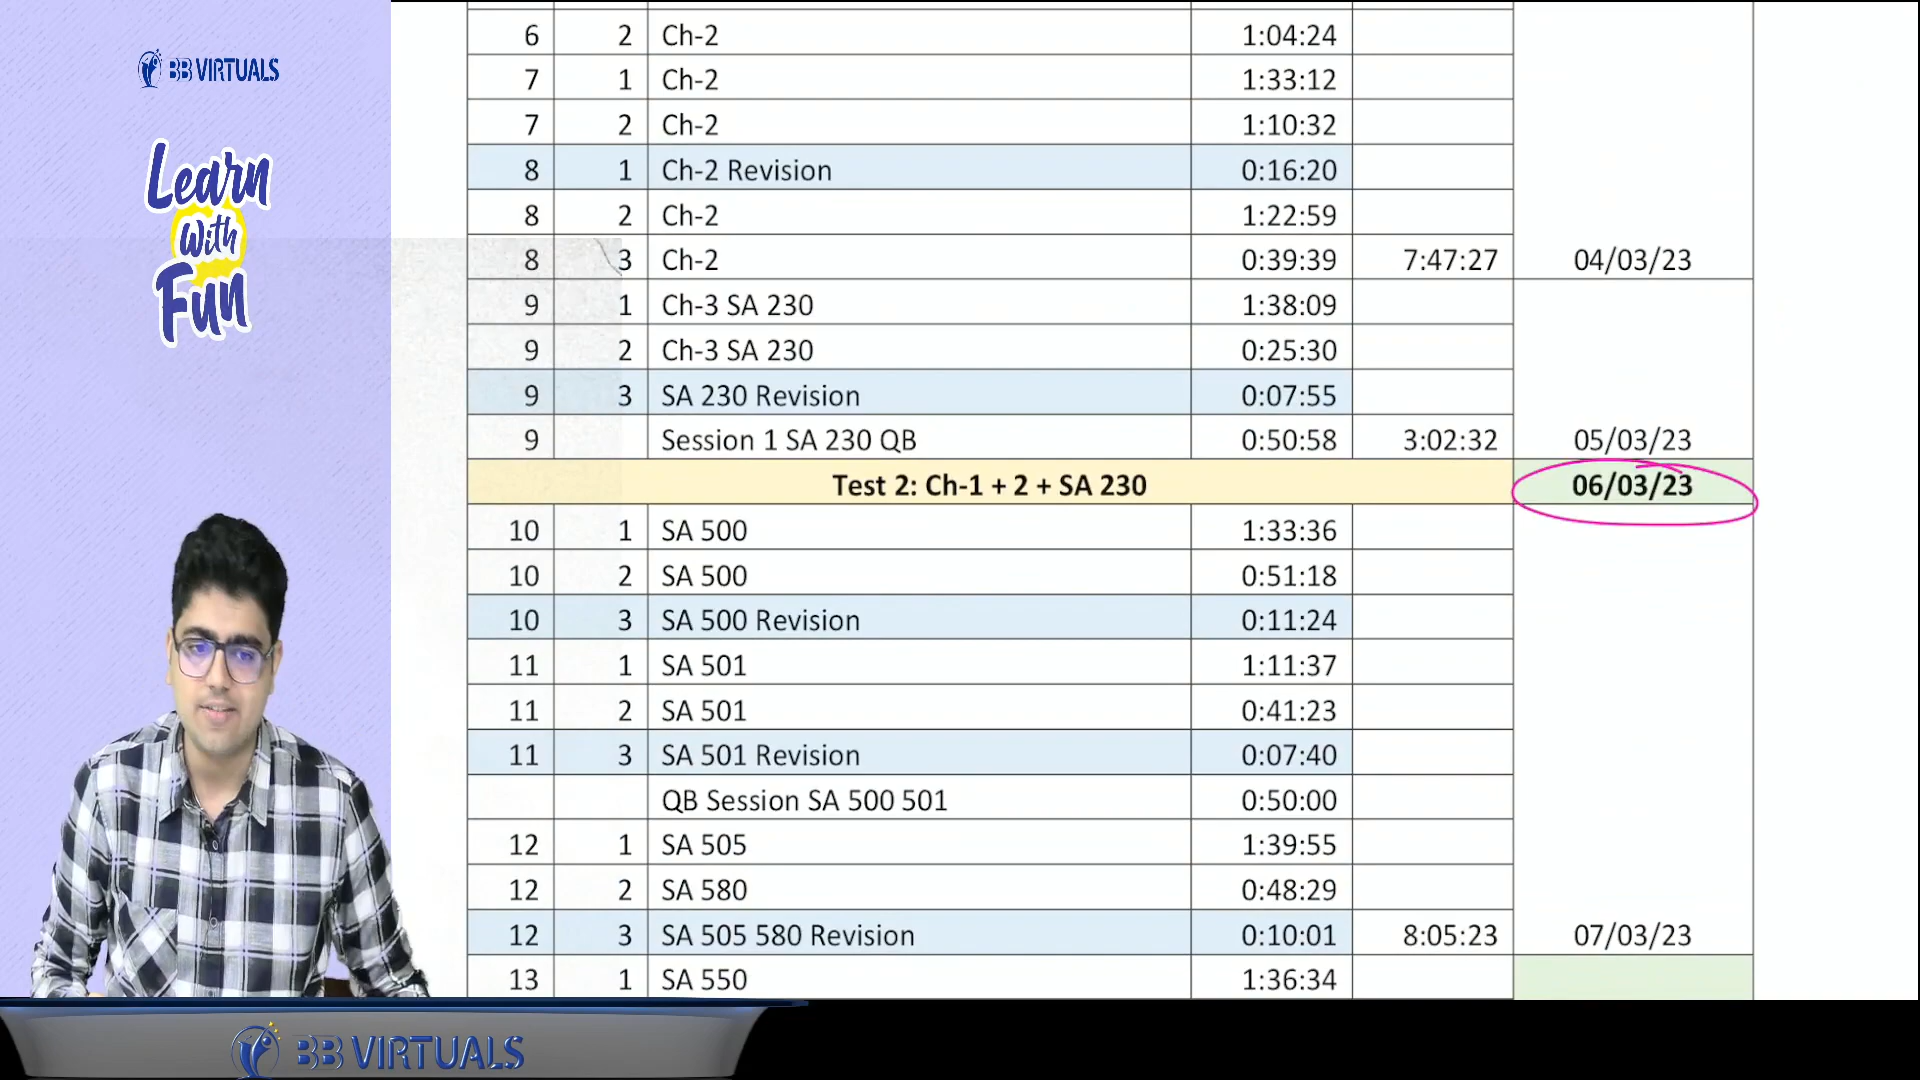 BB VIRTUALS
Learn
with
Fun
6 2 Ch-2 1:04:24
7 1 Ch-2 1:33:12
7 2 Ch-2 1:10:32
8 1 Ch-2 Revision 0:16:20
8 2 Ch-2 1:22:59
8 3 Ch-2 0:39:39 7:47:27 04/03/23
9 1 Ch-3 SA 230 1:38:09
9 2 Ch-3 SA 230 0:25:30
9 3 SA 230 Revision 0:07:55
9 Session 1 SA 230 QB 0:50:58 3:02:32 05/03/23
Test 2: Ch-1 + 2 + SA 230 06/03/23
10 1 SA 500 1:33:36
10 2 SA 500 0:51:18
10 3 SA 500 Revision 0:11:24
11 1 SA 501 1:11:37
11 2 SA 501 0:41:23
11 3 SA 501 Revision 0:07:40
QB Session SA 500 501 0:50:00
12 1 SA 505 1:39:55
12 2 SA 580 0:48:29
12 3 SA 505 580 Revision 0:10:01 8:05:23 07/03/23
13 1 SA 550 1:36:34
BB VIRTUALS